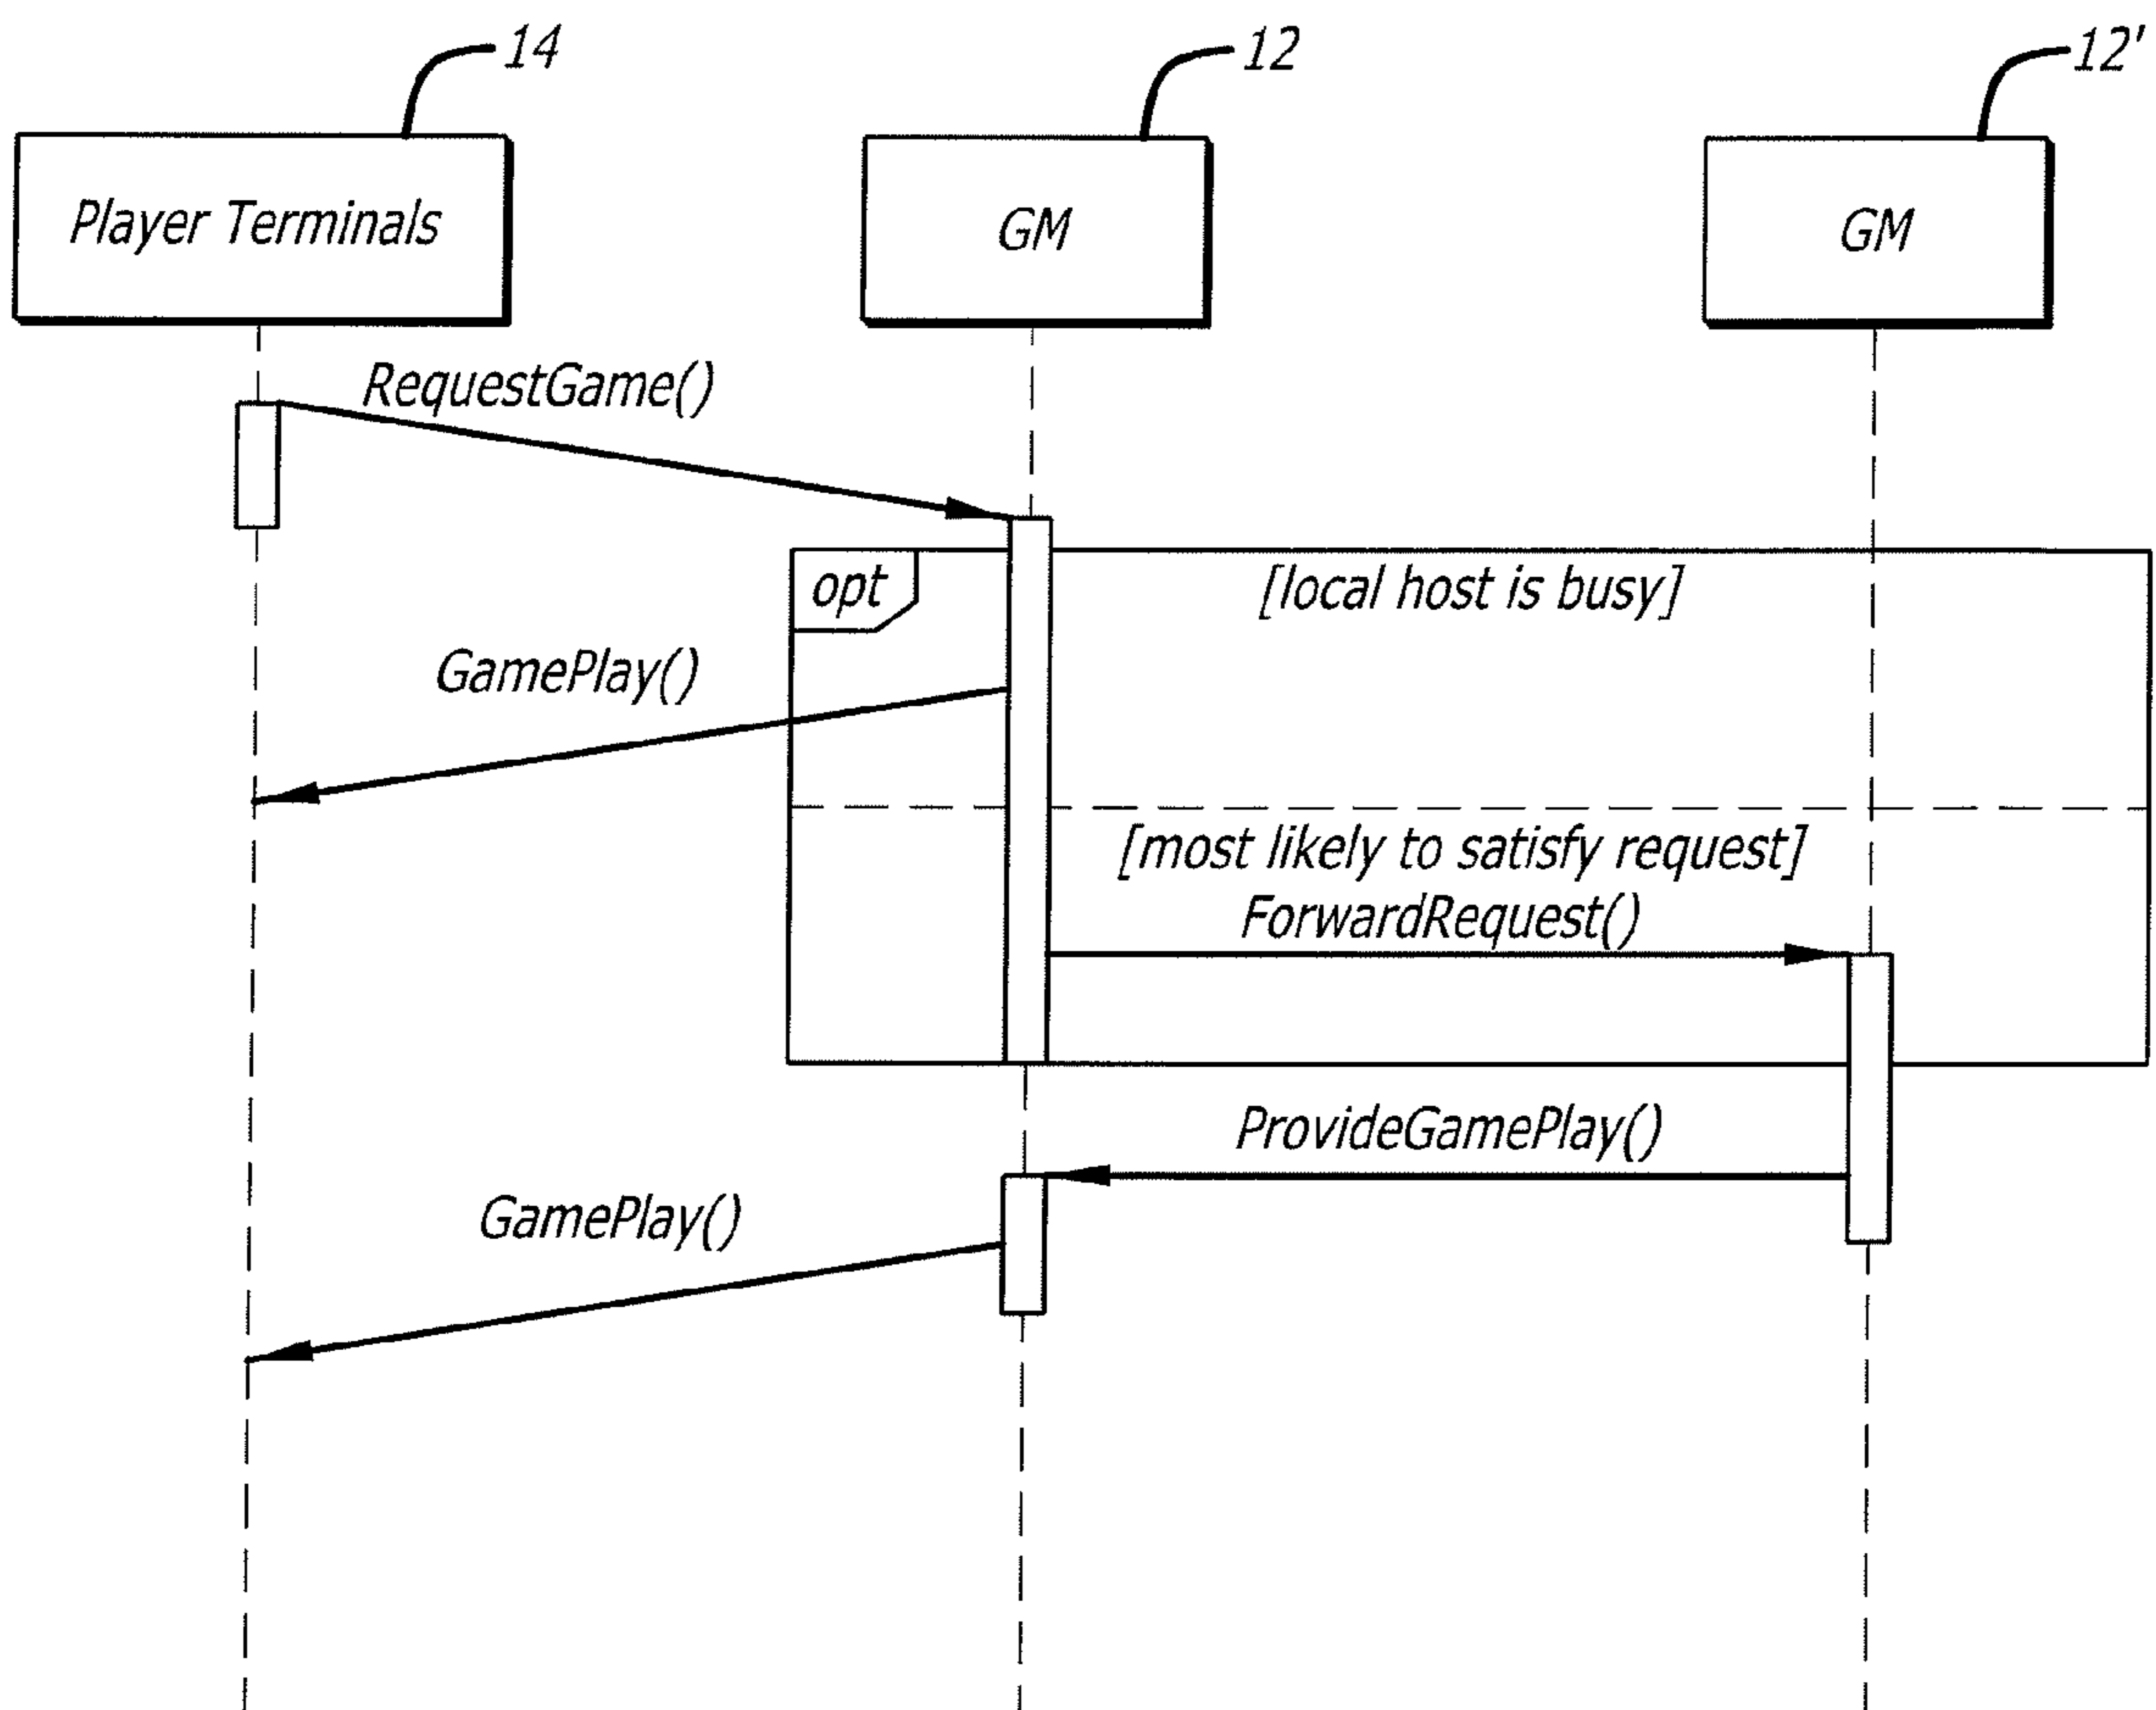 14
12
12'
Player Terminals
GM
GM
RequestGame()
opt
[local host is busy]
GamePlay()
[most likely to satisfy request]
ForwardRequest()
ProvideGamePlay()
GamePlay()